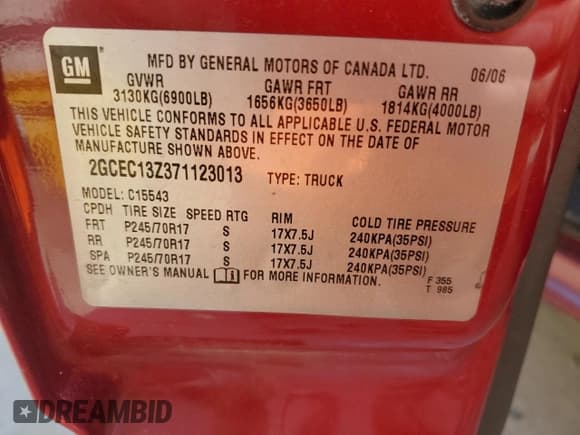 GM
MFD BY GENERAL MOTORS OF CANADA LTD. 06/06
GVWR GAWR FRT GAWR RR
3130KG(6900LB) 1656KG(3650LB) 1814KG(4000LB)
THIS VEHICLE CONFORMS TO ALL APPLICABLE U.S. FEDERAL MOTOR
VEHICLE SAFETY STANDARDS IN EFFECT ON THE DATE OF
MANUFACTURE SHOWN ABOVE.
2GCEC13Z371123013 TYPE: TRUCK
MODEL: C15543
CPDH TIRE SIZE SPEED RTG RIM COLD TIRE PRESSURE
FRT P245/70R17 S 17X7.5J 240KPA(35PSI)
RR P245/70R17 S 17X7.5J 240KPA(35PSI)
SPA P245/70R17 S 17X7.5J 240KPA(35PSI)
SEE OWNER'S MANUAL FOR MORE INFORMATION.
F 355
T 985
DREAMBID